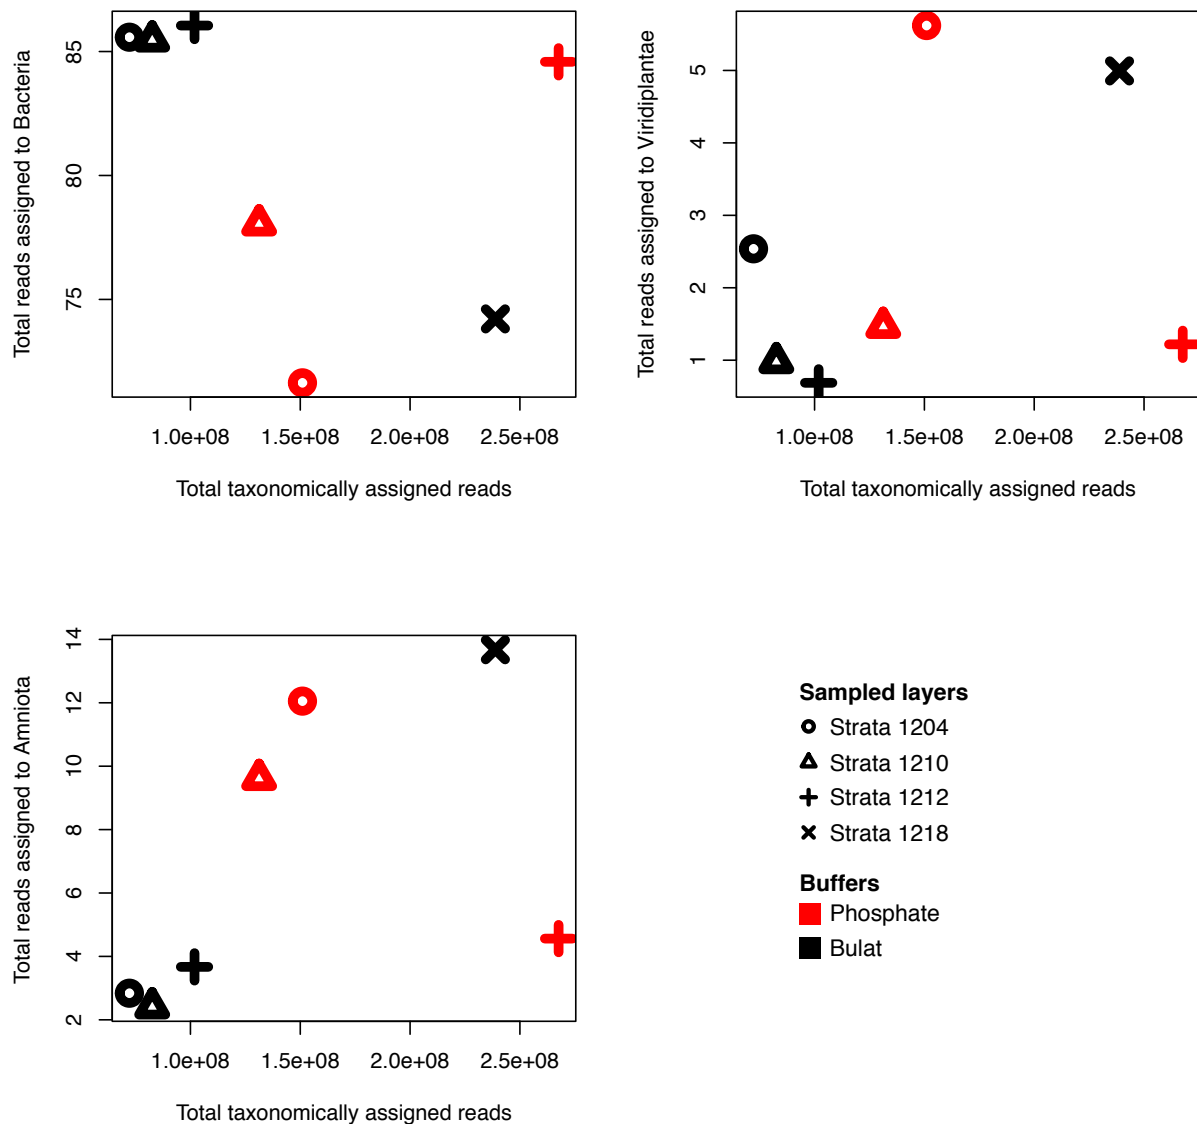 Total reads assigned to Bacteria
85
80
75
1.0e+08 1.5e+08 2.0e+08 2.5e+08
Total taxonomically assigned reads
Total reads assigned to Viridiplantae
5
4
3
2
1
1.0e+08 1.5e+08 2.0e+08 2.5e+08
Total taxonomically assigned reads
Total reads assigned to Amniota
14
12
10
8
6
4
2
1.0e+08 1.5e+08 2.0e+08 2.5e+08
Total taxonomically assigned reads
Sampled layers
Strata 1204
Strata 1210
Strata 1212
Strata 1218
Buffers
Phosphate
Bulat